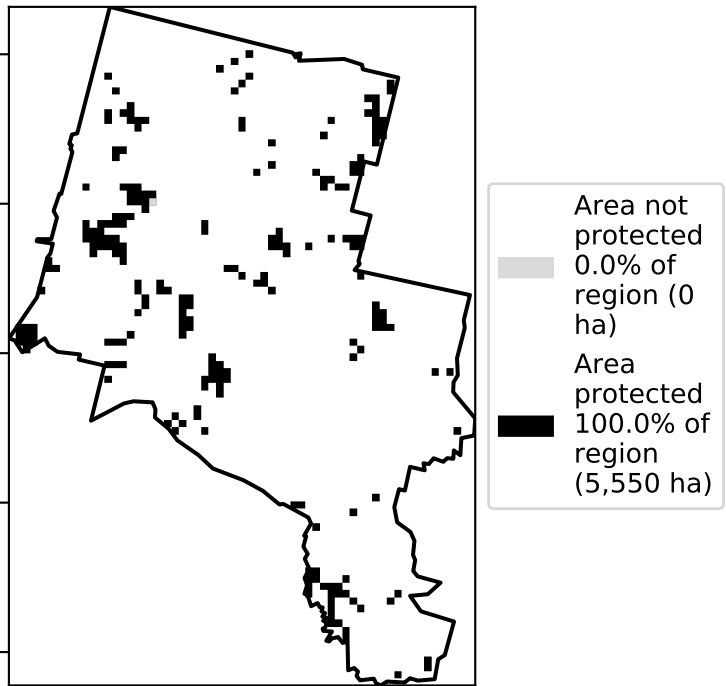 Area not
protected
0.0% of
region (0
ha)
Area
protected
100.0% of
region
(5,550 ha)